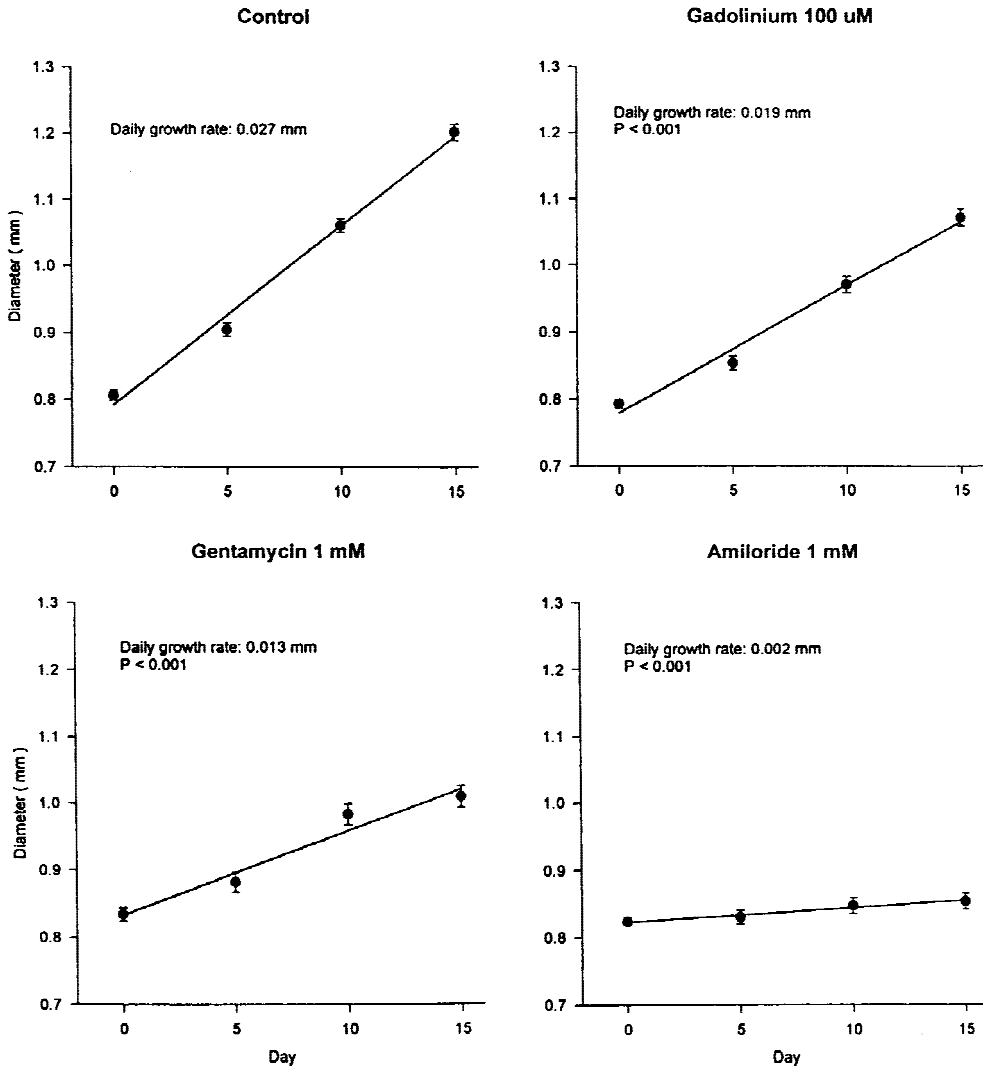 Control
1.3
1.2
1.1
1.0
0.9
0.8
0.7
Diameter ( mm )
Daily growth rate: 0.027 mm
0 5 10 15
Gadolinium 100 uM
1.3
1.2
1.1
1.0
0.9
0.8
0.7
Daily growth rate: 0.019 mm
P < 0.001
0 5 10 15
Gentamycin 1 mM
1.3
1.2
1.1
1.0
0.9
0.8
0.7
Diameter ( mm )
Daily growth rate: 0.013 mm
P < 0.001
0 5 10 15
Day
Amiloride 1 mM
1.3
1.2
1.1
1.0
0.9
0.8
0.7
Daily growth rate: 0.002 mm
P < 0.001
0 5 10 15
Day